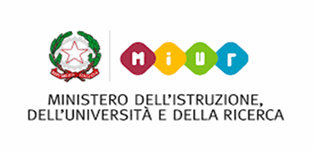 miur
MINISTERO DELL'ISTRUZIONE,
DELL'UNIVERSITÀ E DELLA RICERCA